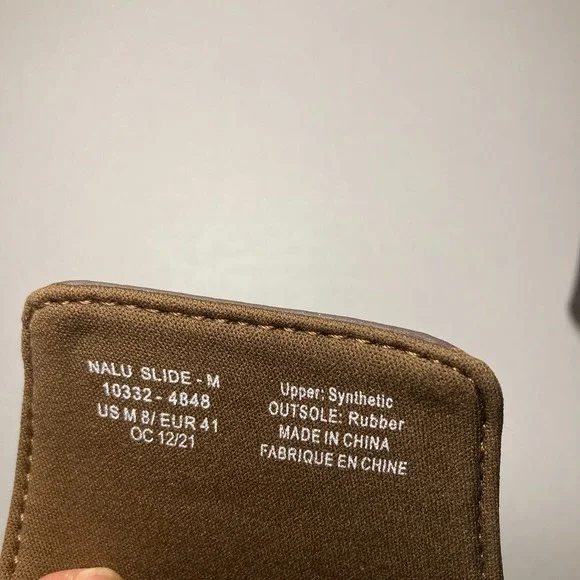 NALU SLIDE - M
10332 - 4848
US M 8/ EUR 41
OC 12/21
Upper: Synthetic
OUTSOLE: Rubber
MADE IN CHINA
FABRIQUE EN CHINE